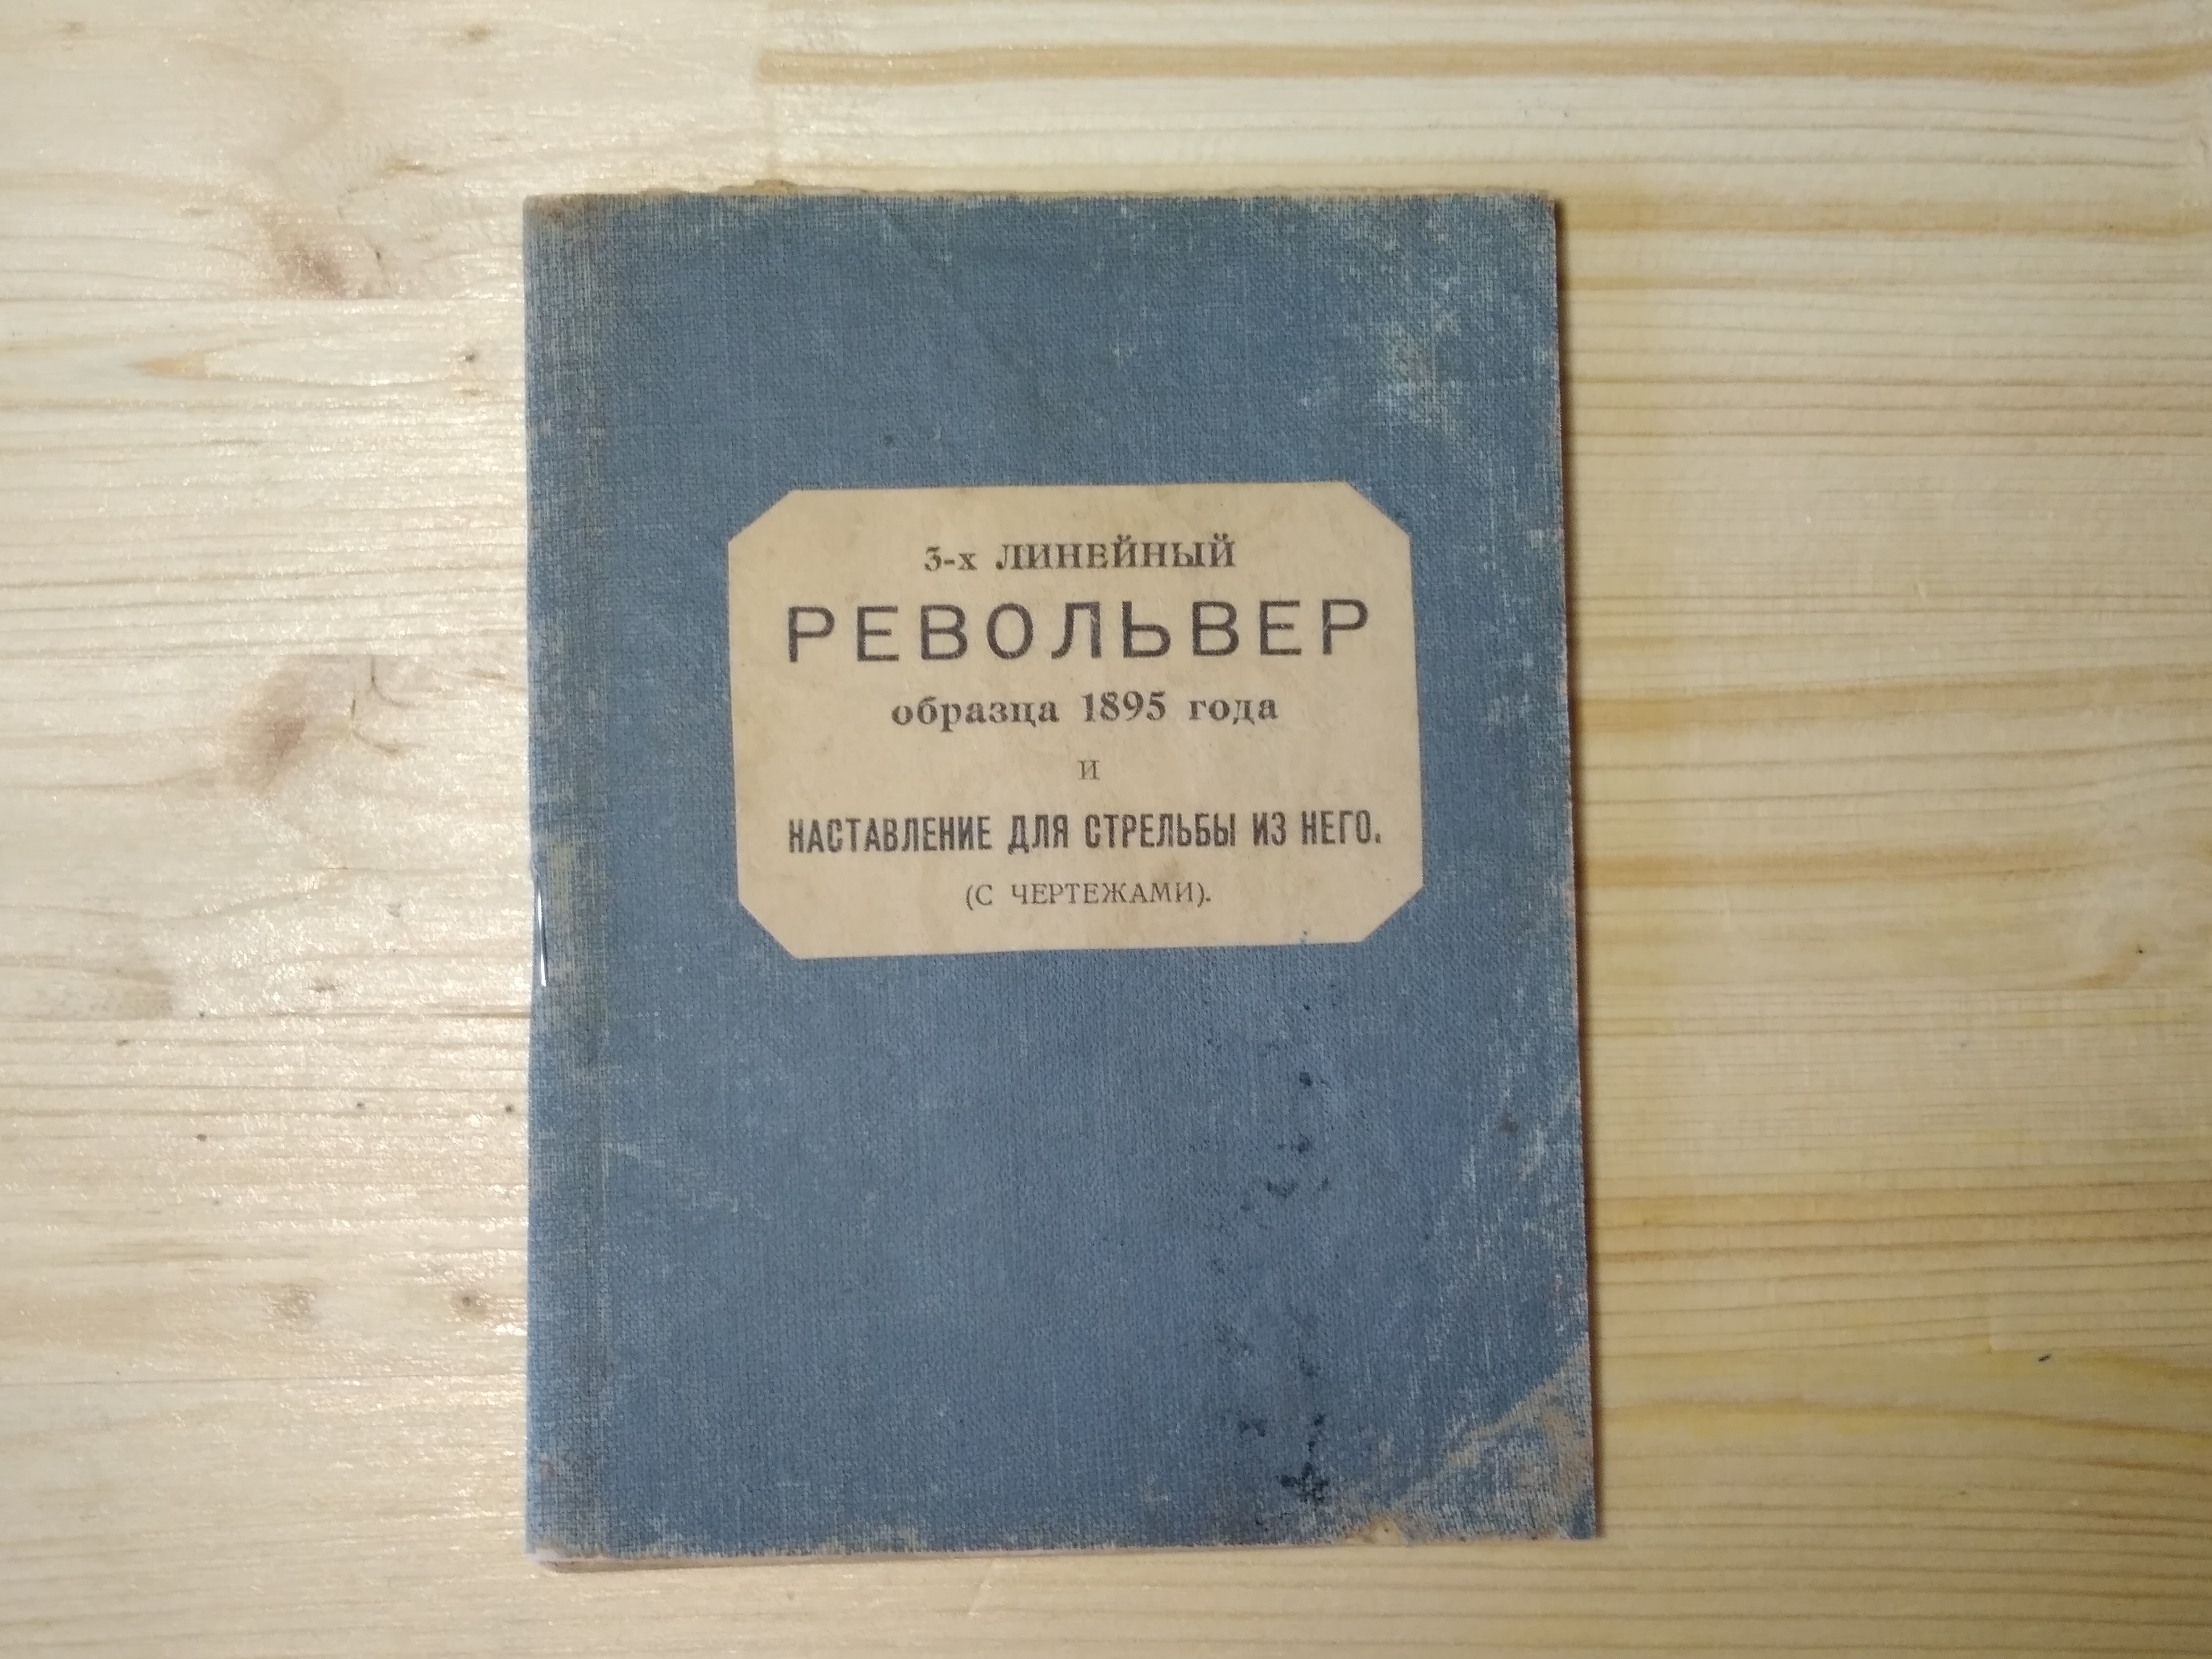 3-х ЛИНЕЙНЫЙ
РЕВОЛЬВЕР
образца 1895 года
и
НАСТАВЛЕНИЕ ДЛЯ СТРЕЛЬБЫ ИЗ НЕГО.
(С ЧЕРТЕЖАМИ).